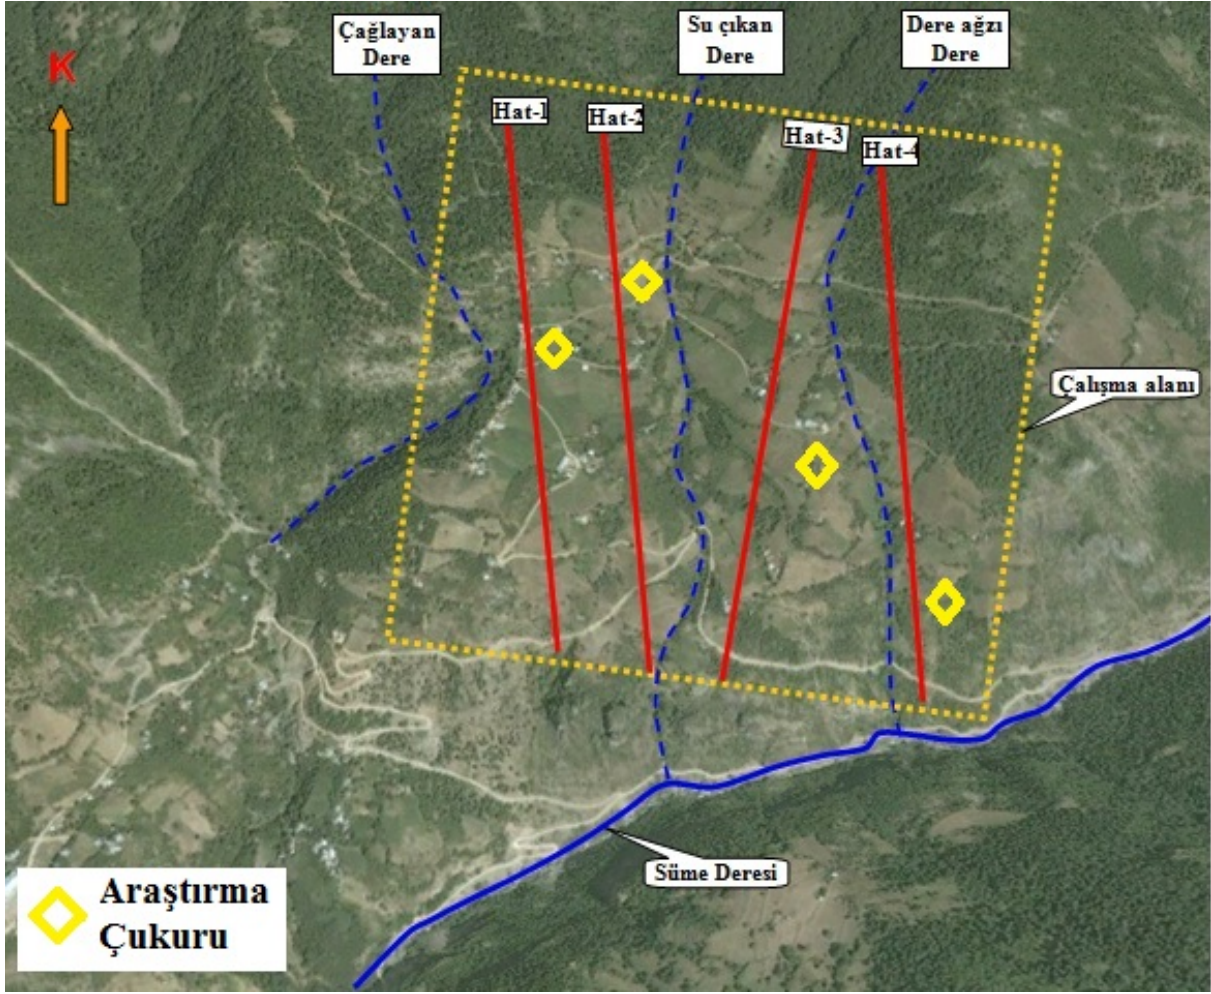 Çağlayan
Dere
Su çıkan
Dere
Dere ağzı
Dere
K
Hat-1
Hat-2
Hat-3
Hat-4
Çalışma alanı
Süme Deresi
Araştırma
Çukuru